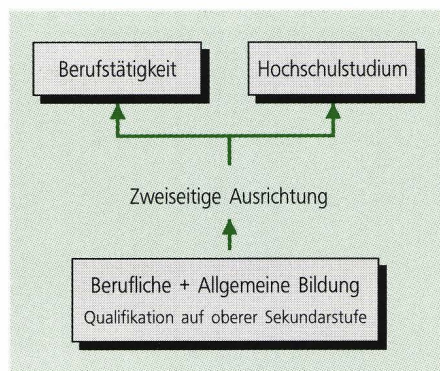 Berufstätigkeit
Hochschulstudium
Zweiseitige Ausrichtung
Berufliche + Allgemeine Bildung
Qualifikation auf oberer Sekundarstufe